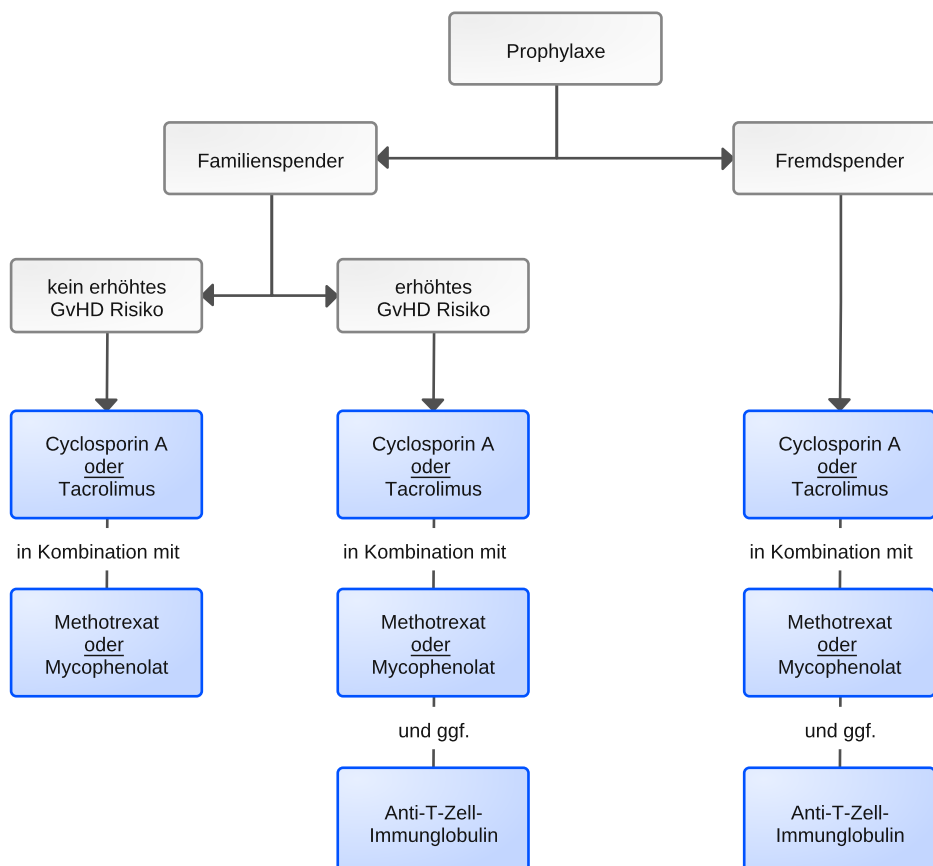 Prophylaxe
Familienspender
Fremdspender
kein erhöhtes
GvHD Risiko
erhöhtes
GvHD Risiko
Cyclosporin A
oder
Tacrolimus
Cyclosporin A
oder
Tacrolimus
Cyclosporin A
oder
Tacrolimus
in Kombination mit
in Kombination mit
in Kombination mit
Methotrexat
oder
Mycophenolat
Methotrexat
oder
Mycophenolat
Methotrexat
oder
Mycophenolat
und ggf.
und ggf.
Anti-T-Zell-
Immunglobulin
Anti-T-Zell-
Immunglobulin